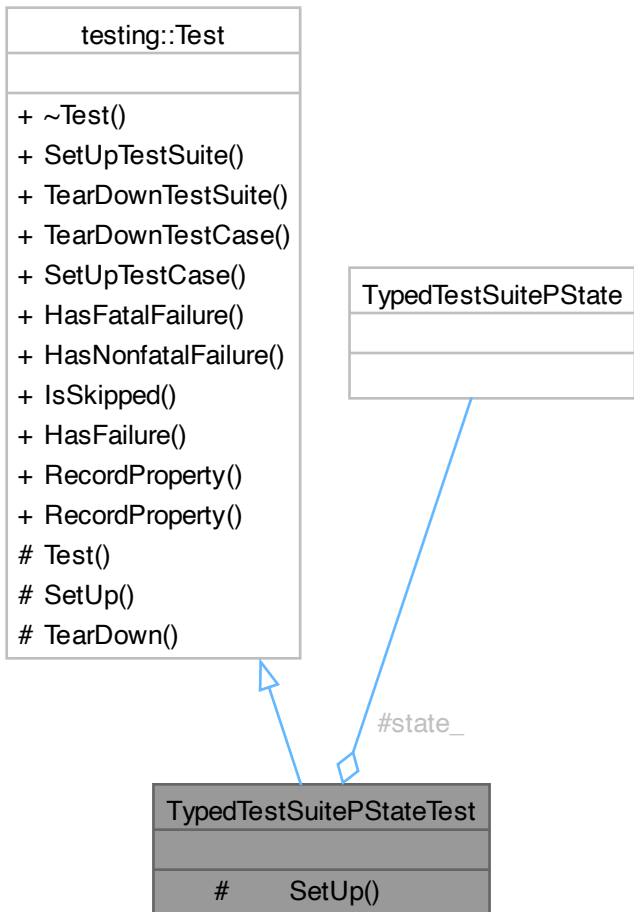 testing::Test
+ ~Test()
+ SetUpTestSuite()
+ TearDownTestSuite()
+ TearDownTestCase()
+ SetUpTestCase()
+ HasFatalFailure()
+ HasNonfatalFailure()
+ IsSkipped()
+ HasFailure()
+ RecordProperty()
+ RecordProperty()
# Test()
# SetUp()
# TearDown()
TypedTestSuitePState
#state_
TypedTestSuitePStateTest
# SetUp()